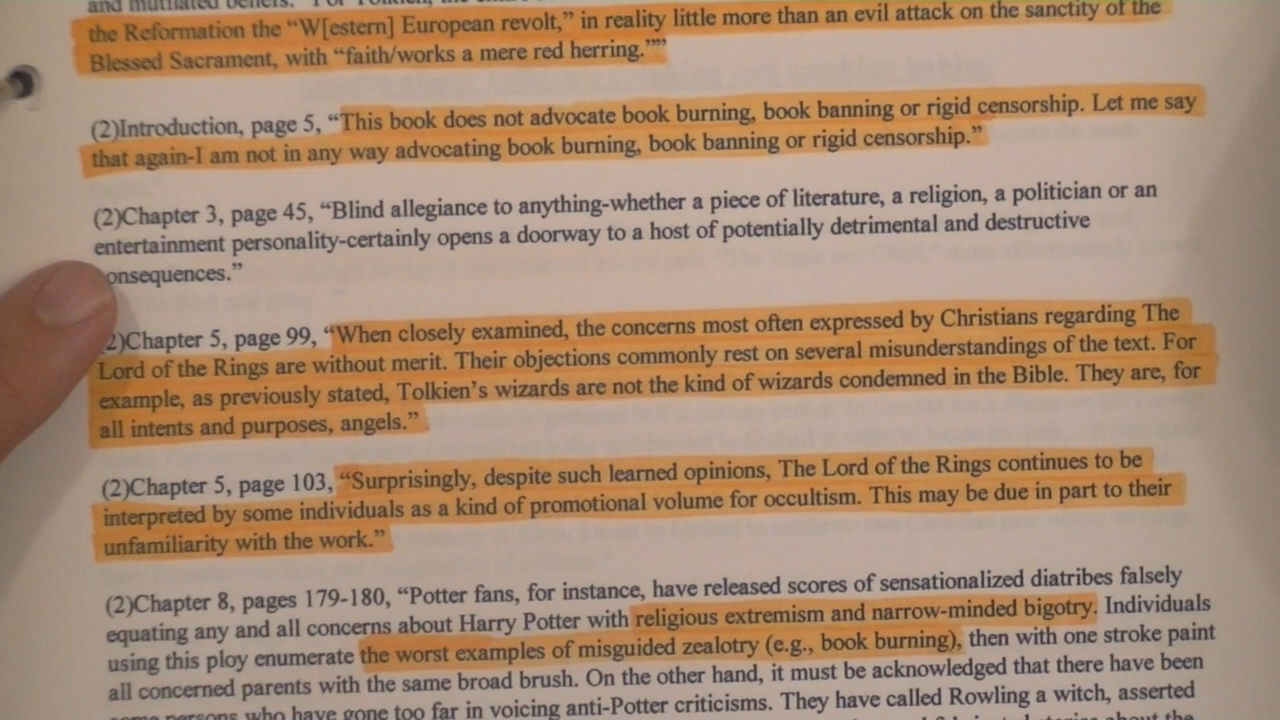 and mutilated beliefs.
the Reformation the “W[estern] European revolt,” in reality little more than an evil attack on the sanctity of the
Blessed Sacrament, with “faith/works a mere red herring.””
(2)Introduction, page 5, “This book does not advocate book burning, book banning or rigid censorship. Let me say
that again-I am not in any way advocating book burning, book banning or rigid censorship.”
(2)Chapter 3, page 45, “Blind allegiance to anything-whether a piece of literature, a religion, a politician or an
entertainment personality-certainly opens a doorway to a host of potentially detrimental and destructive
onsequences.”
2)Chapter 5, page 99, “When closely examined, the concerns most often expressed by Christians regarding The
Lord of the Rings are without merit. Their objections commonly rest on several misunderstandings of the text. For
example, as previously stated, Tolkien’s wizards are not the kind of wizards condemned in the Bible. They are, for
all intents and purposes, angels.”
(2)Chapter 5, page 103, “Surprisingly, despite such learned opinions, The Lord of the Rings continues to be
interpreted by some individuals as a kind of promotional volume for occultism. This may be due in part to their
unfamiliarity with the work.”
(2)Chapter 8, pages 179-180, “Potter fans, for instance, have released scores of sensationalized diatribes falsely
equating any and all concerns about Harry Potter with religious extremism and narrow-minded bigotry. Individuals
using this ploy enumerate the worst examples of misguided zealotry (e.g., book burning), then with one stroke paint
all concerned parents with the same broad brush. On the other hand, it must be acknowledged that there have been
some persons who have gone too far in voicing anti-Potter criticisms. They have called Rowling a witch, asserted
about the